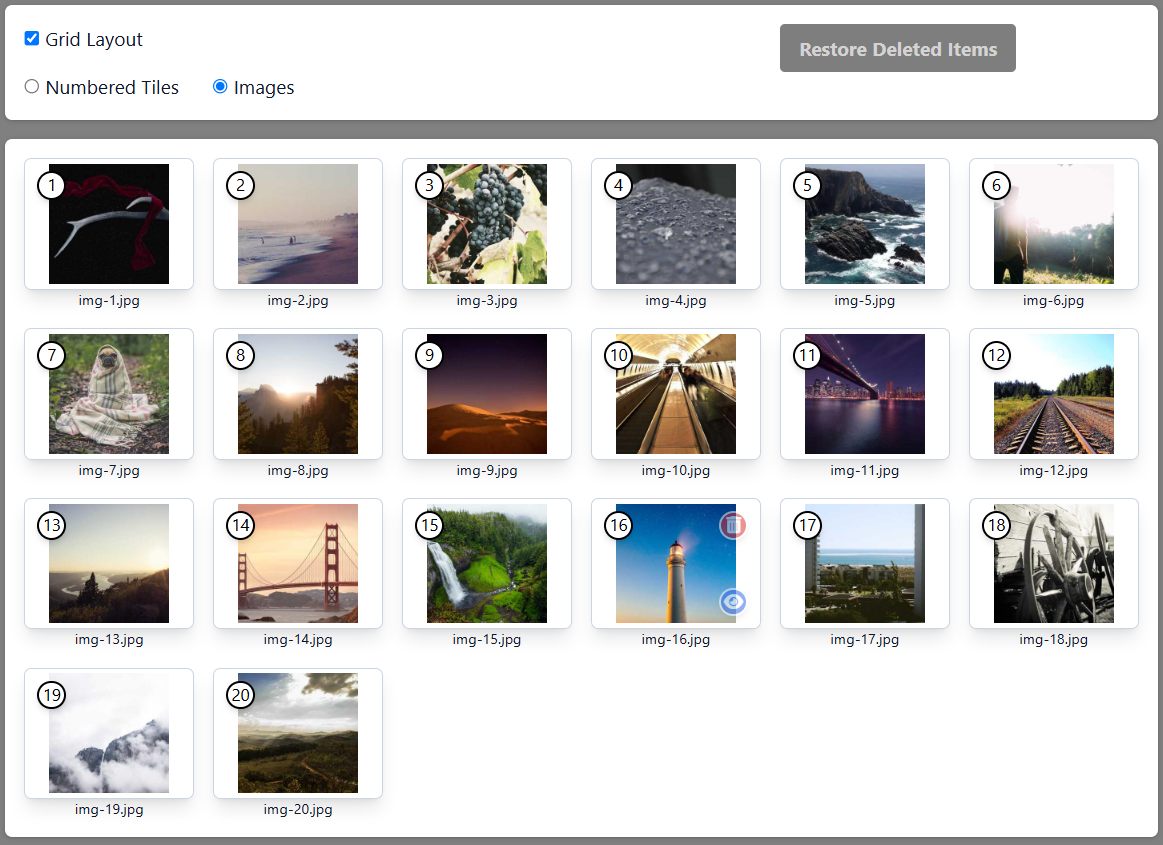 Grid Layout
Restore Deleted Items
Numbered Tiles Images
1 2 3 4 5 6
img-1.jpg img-2.jpg img-3.jpg img-4.jpg img-5.jpg img-6.jpg
7 8 9 10 11 12
img-7.jpg img-8.jpg img-9.jpg img-10.jpg img-11.jpg img-12.jpg
13 14 15 16 17 18
img-13.jpg img-14.jpg img-15.jpg img-16.jpg img-17.jpg img-18.jpg
19 20
img-19.jpg img-20.jpg